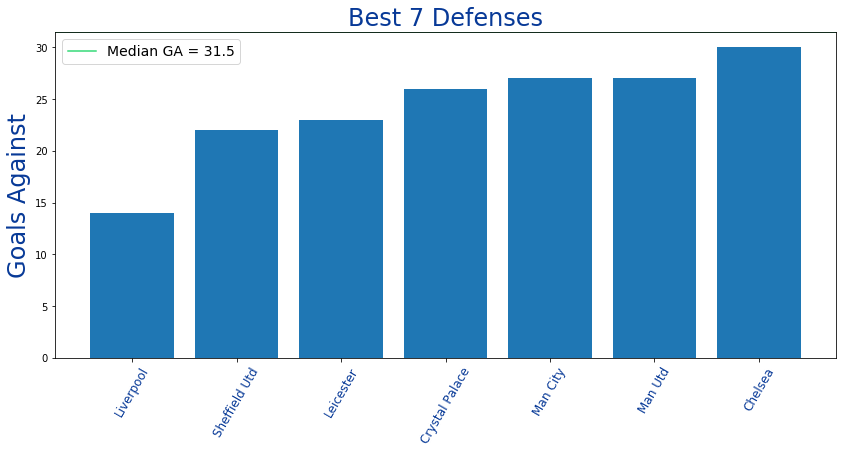 Best 7 Defenses
Median GA = 31.5
Goals Against
30
25
20
15
10
5
0
Liverpool
Sheffield Utd
Leicester
Crystal Palace
Man City
Man Utd
Chelsea